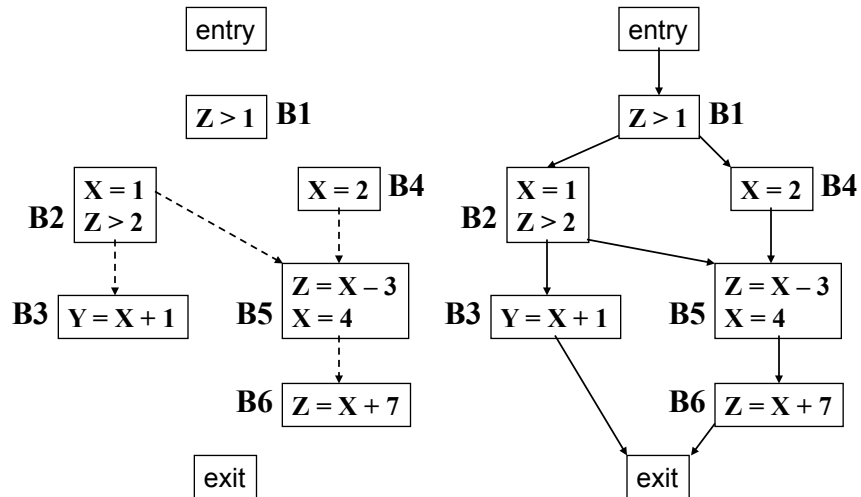 entry
Z > 1 B1
X = 1
Z > 2
B2
X = 2 B4
B3 Y = X + 1
Z = X – 3
X = 4
B5
B6 Z = X + 7
exit
entry
Z > 1 B1
X = 1
Z > 2
B2
X = 2 B4
B3 Y = X + 1
Z = X – 3
X = 4
B5
B6 Z = X + 7
exit